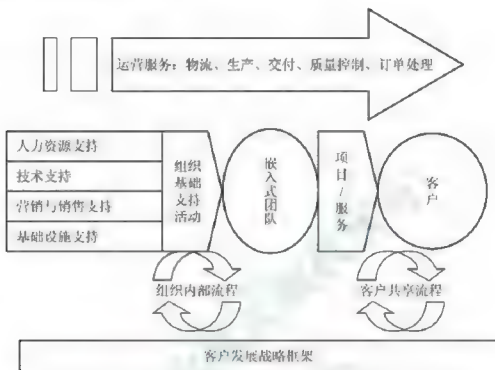 运营服务：物流、生产、交付、质量控制、订单处理
人力资源支持
技术支持
营销与销售支持
基础设施支持
组织
基础
支持
活动
嵌入式团队
项目/服务
客户
组织内部流程
客户共享流程
客户发展战略框架